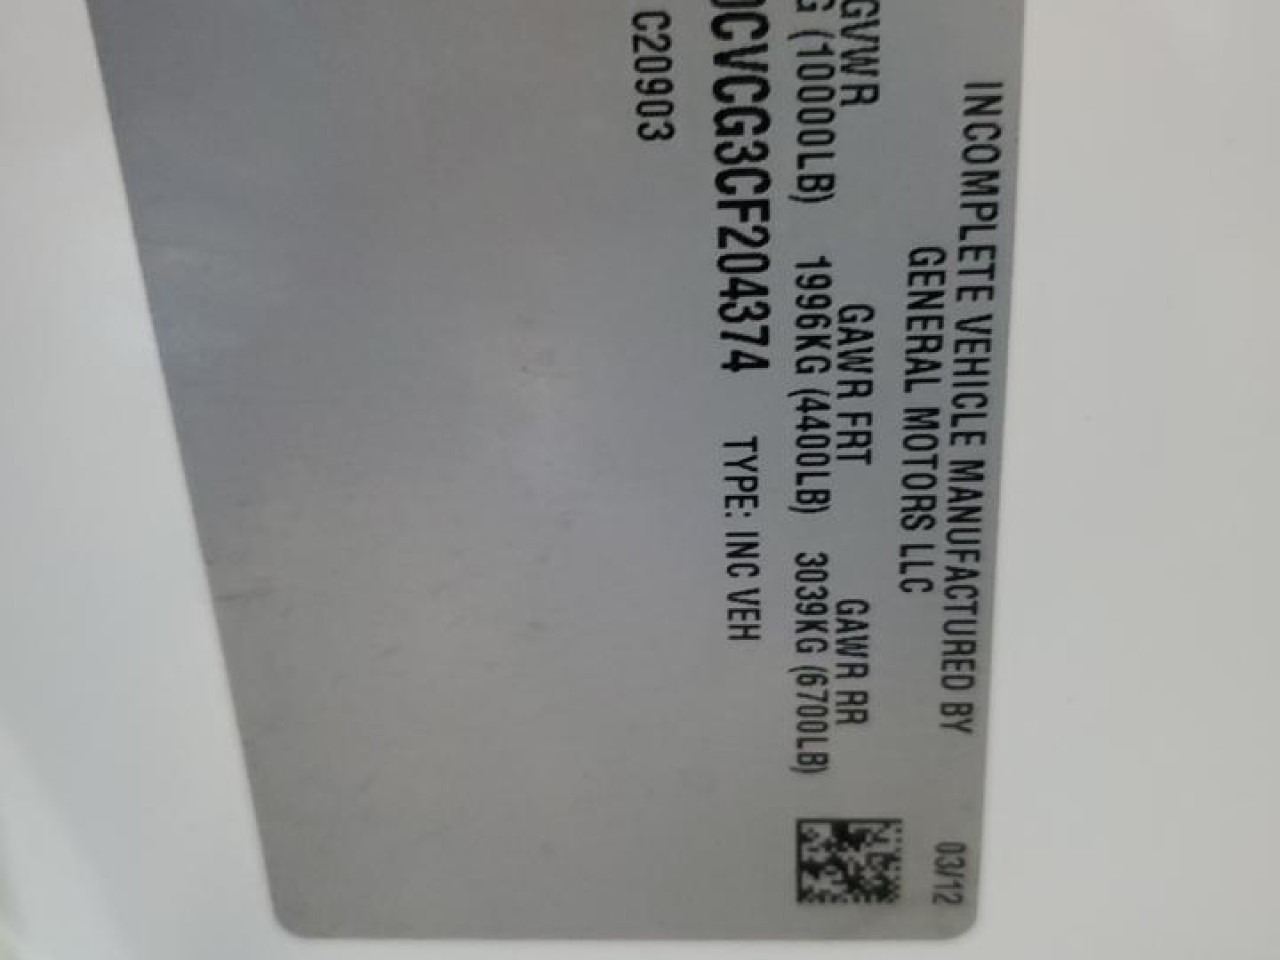 INCOMPLETE VEHICLE MANUFACTURED BY 03/12
GENERAL MOTORS LLC
GVWR GAWR FRT GAWR RR
G (10000LB) 1996KG (4400LB) 3039KG (6700LB)
CVCG3CF204374 TYPE: INC VEH
C20903